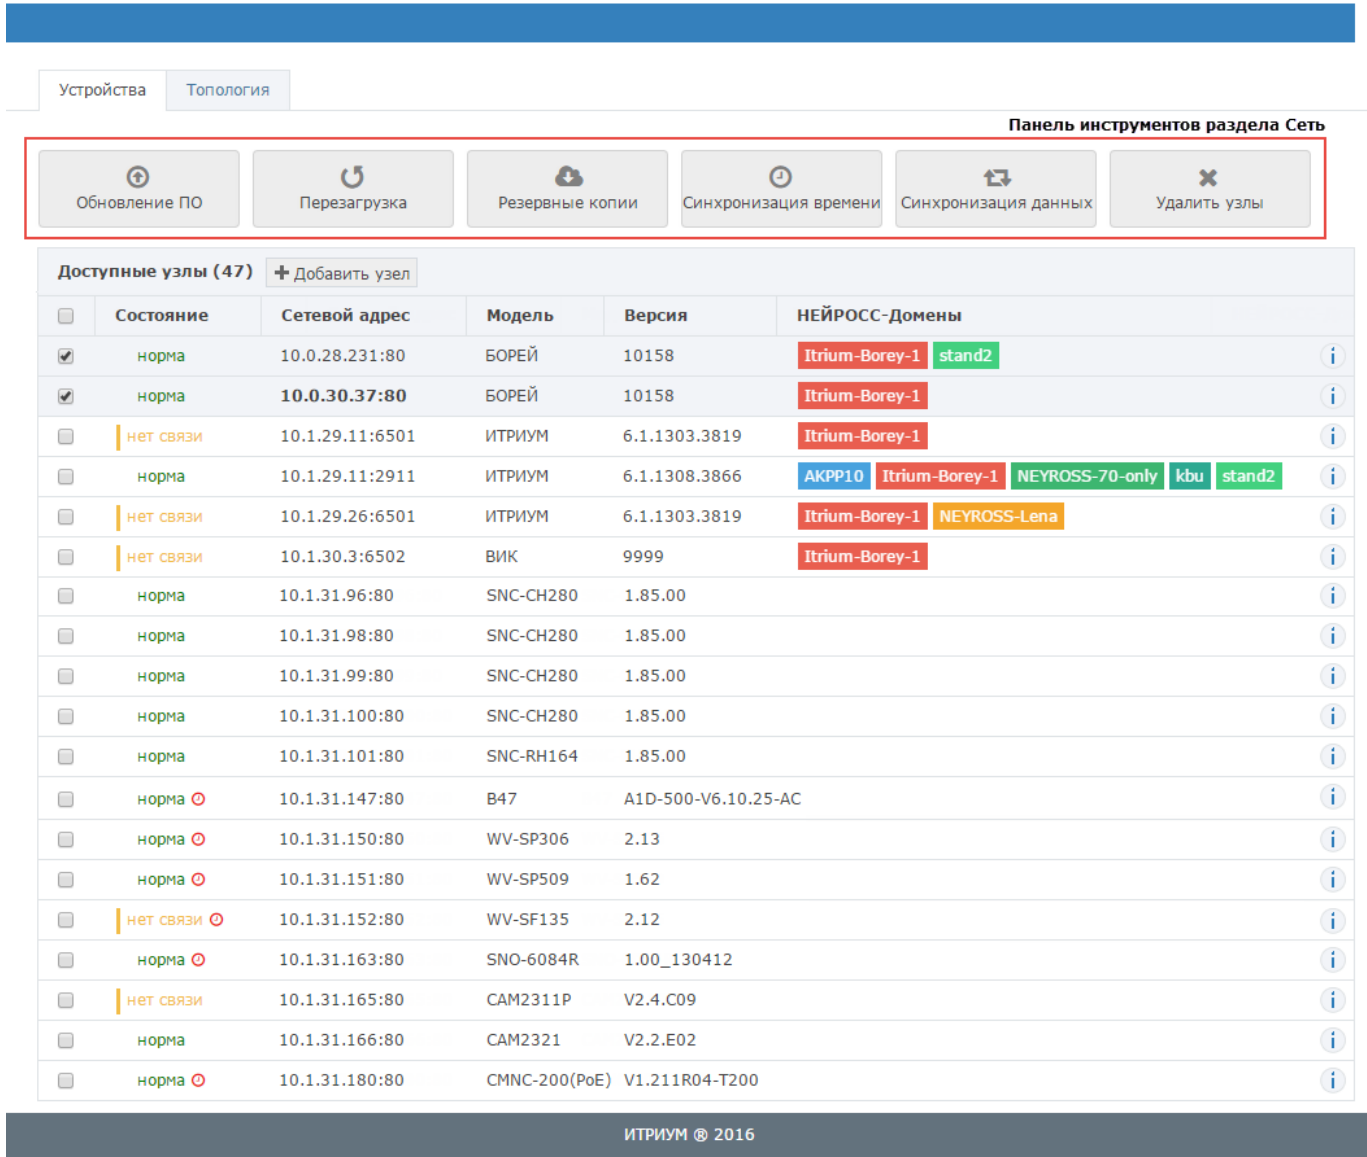 Устройства Топология
Панель инструментов раздела Сеть
Обновление ПО Перезагрузка Резервные копии Синхронизация времени Синхронизация данных Удалить узлы
Доступные узлы (47) Добавить узел
Состояние Сетевой адрес Модель Версия НЕЙРОСС-Домены
норма 10.0.28.231:80 БОРЕЙ 10158 Itrium-Borey-1 stand2
норма 10.0.30.37:80 БОРЕЙ 10158 Itrium-Borey-1
нет связи 10.1.29.11:6501 ИТРИУМ 6.1.1303.3819 Itrium-Borey-1
норма 10.1.29.11:2911 ИТРИУМ 6.1.1308.3866 AKPP10 Itrium-Borey-1 NEYROSS-70-only kbu stand2
нет связи 10.1.29.26:6501 ИТРИУМ 6.1.1303.3819 Itrium-Borey-1 NEYROSS-Lena
нет связи 10.1.30.3:6502 ВИК 9999 Itrium-Borey-1
норма 10.1.31.96:80 SNC-CH280 1.85.00
норма 10.1.31.98:80 SNC-CH280 1.85.00
норма 10.1.31.99:80 SNC-CH280 1.85.00
норма 10.1.31.100:80 SNC-CH280 1.85.00
норма 10.1.31.101:80 SNC-RH164 1.85.00
норма 10.1.31.147:80 B47 A1D-500-V6.10.25-AC
норма 10.1.31.150:80 WV-SP306 2.13
норма 10.1.31.151:80 WV-SP509 1.62
нет связи 10.1.31.152:80 WV-SF135 2.12
норма 10.1.31.163:80 SNO-6084R 1.00_130412
нет связи 10.1.31.165:80 CAM2311P V2.4.C09
норма 10.1.31.166:80 CAM2321 V2.2.E02
норма 10.1.31.180:80 CMNC-200(PoE) V1.211R04-T200
ИТРИУМ ® 2016